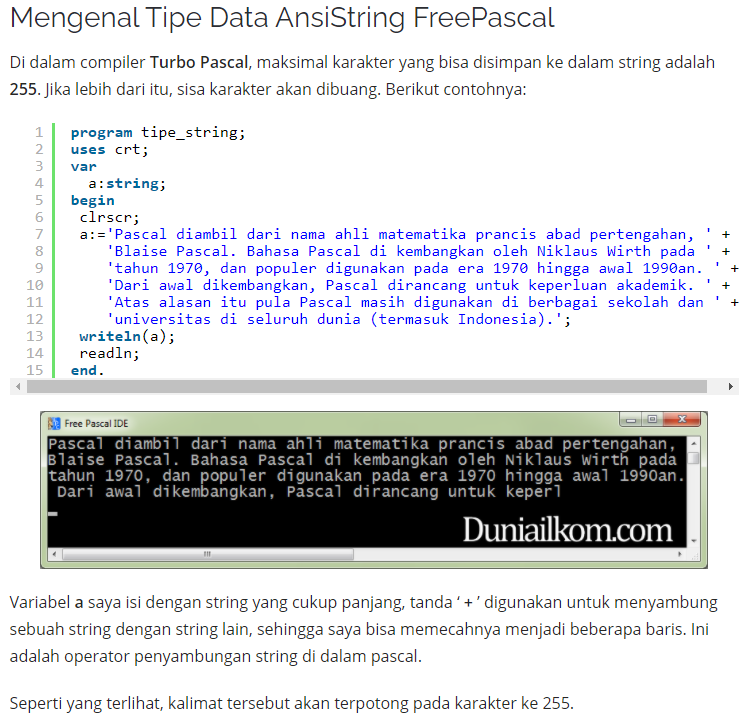 Mengenal Tipe Data AnsiString FreePascal
Di dalam compiler Turbo Pascal, maksimal karakter yang bisa disimpan ke dalam string adalah
255. Jika lebih dari itu, sisa karakter akan dibuang. Berikut contohnya:
1 program tipe_string;
2 uses crt;
3 var
4   a:string;
5 begin
6  clrscr;
7  a:='Pascal diambil dari nama ahli matematika prancis abad pertengahan, ' +
8     'Blaise Pascal. Bahasa Pascal di kembangkan oleh Niklaus Wirth pada ' +
9     'tahun 1970, dan populer digunakan pada era 1970 hingga awal 1990an. ' +
10     'Dari awal dikembangkan, Pascal dirancang untuk keperluan akademik. ' +
11     'Atas alasan itu pula Pascal masih digunakan di berbagai sekolah dan ' +
12     'universitas di seluruh dunia (termasuk Indonesia).';
13  writeln(a);
14  readln;
15 end.
Free Pascal IDE
Pascal diambil dari nama ahli matematika prancis abad pertengahan,
Blaise Pascal. Bahasa Pascal di kembangkan oleh Niklaus Wirth pada
tahun 1970, dan populer digunakan pada era 1970 hingga awal 1990an.
 Dari awal dikembangkan, Pascal dirancang untuk keperl
Duniailkom.com
Variabel a saya isi dengan string yang cukup panjang, tanda ‘ + ’ digunakan untuk menyambung
sebuah string dengan string lain, sehingga saya bisa memecahnya menjadi beberapa baris. Ini
adalah operator penyambungan string di dalam pascal.
Seperti yang terlihat, kalimat tersebut akan terpotong pada karakter ke 255.